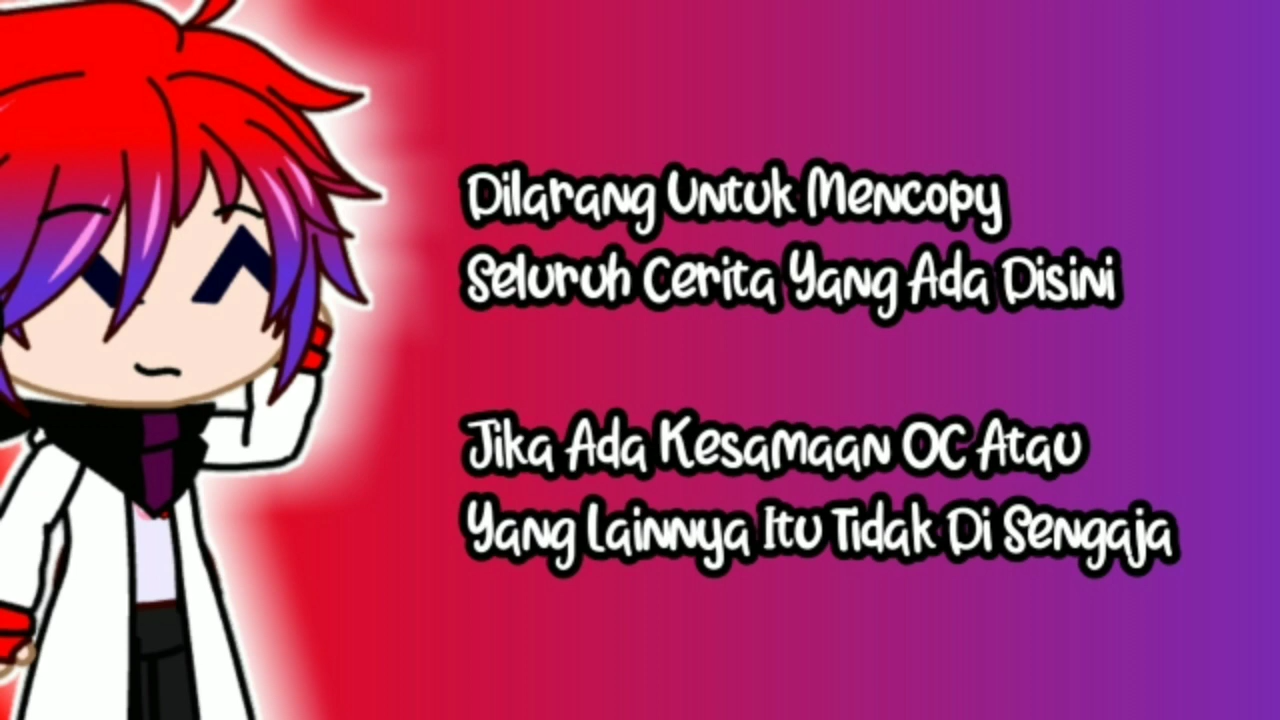 Dilarang Untuk Mencopy
Seluruh Cerita Yang Ada Disini
Jika Ada Kesamaan OC Atau
Yang Lainnya Itu Tidak Di Sengaja